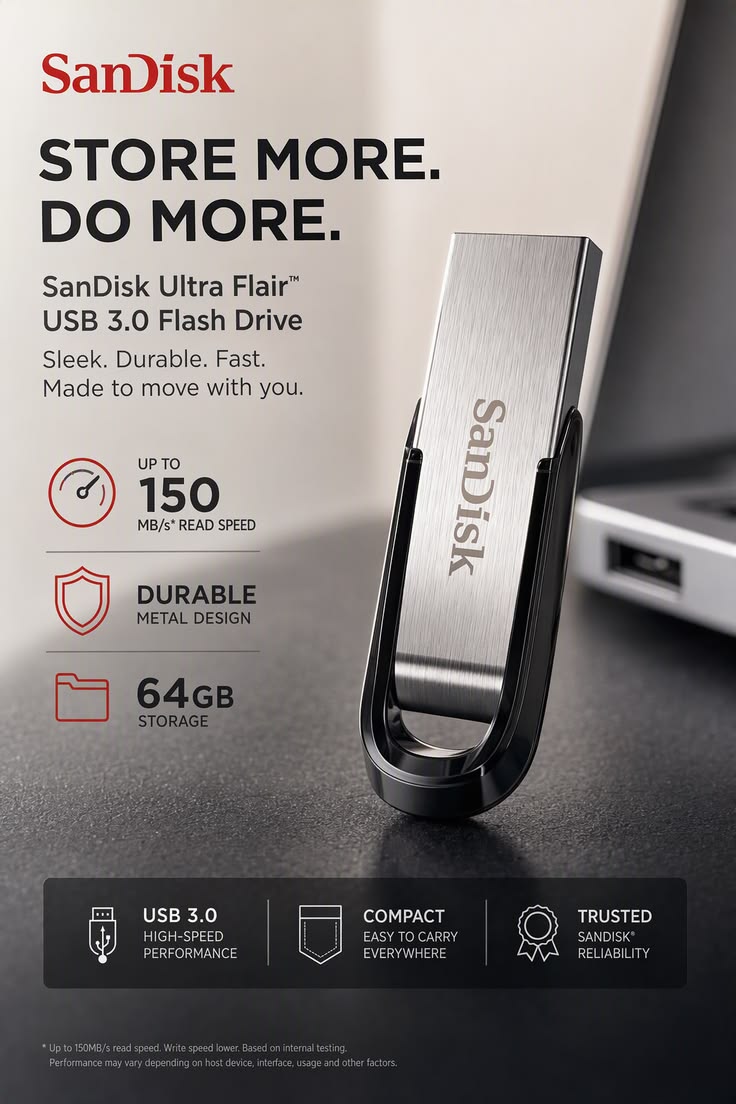 SanDisk
STORE MORE.
DO MORE.
SanDisk Ultra Flair™
USB 3.0 Flash Drive
Sleek. Durable. Fast.
Made to move with you.
UP TO
150
MB/s* READ SPEED
DURABLE
METAL DESIGN
64GB
STORAGE
SanDisk
USB 3.0
HIGH-SPEED
PERFORMANCE
COMPACT
EASY TO CARRY
EVERYWHERE
TRUSTED
SANDISK®
RELIABILITY
* Up to 150MB/s read speed. Write speed lower. Based on internal testing.
Performance may vary depending on host device, interface, usage and other factors.